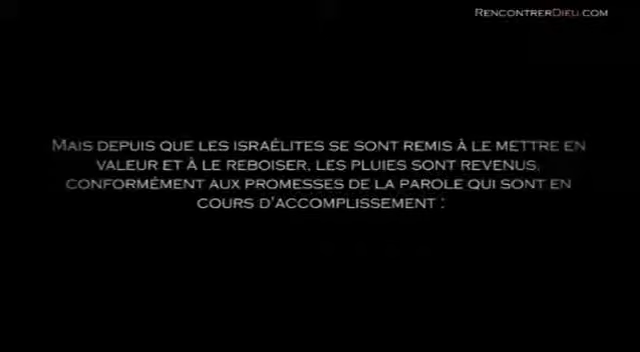 RencontrerDieu.com
Mais depuis que les israélites se sont remis à le mettre en
valeur et à le reboiser, les pluies sont revenus,
conformément aux promesses de la parole qui sont en
cours d'accomplissement :